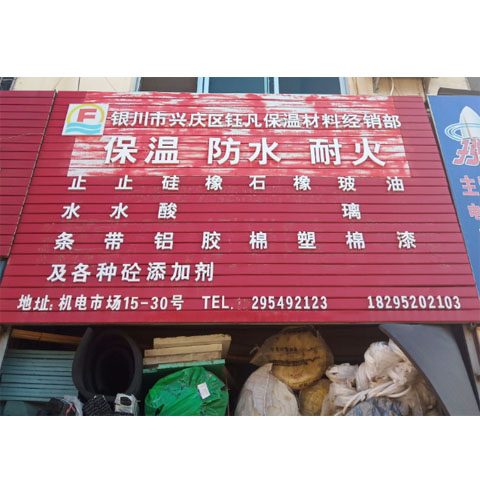 F
银川市兴庆区钰凡保温材料经销部
保温 防水 耐火
止 止 硅 橡 石 橡 玻 油
水 水 酸 璃
条 带 铝 胶 棉 塑 棉 漆
及各种砼添加剂
地址:机电市场15-30号 TEL:295492123 18295202103
主
电